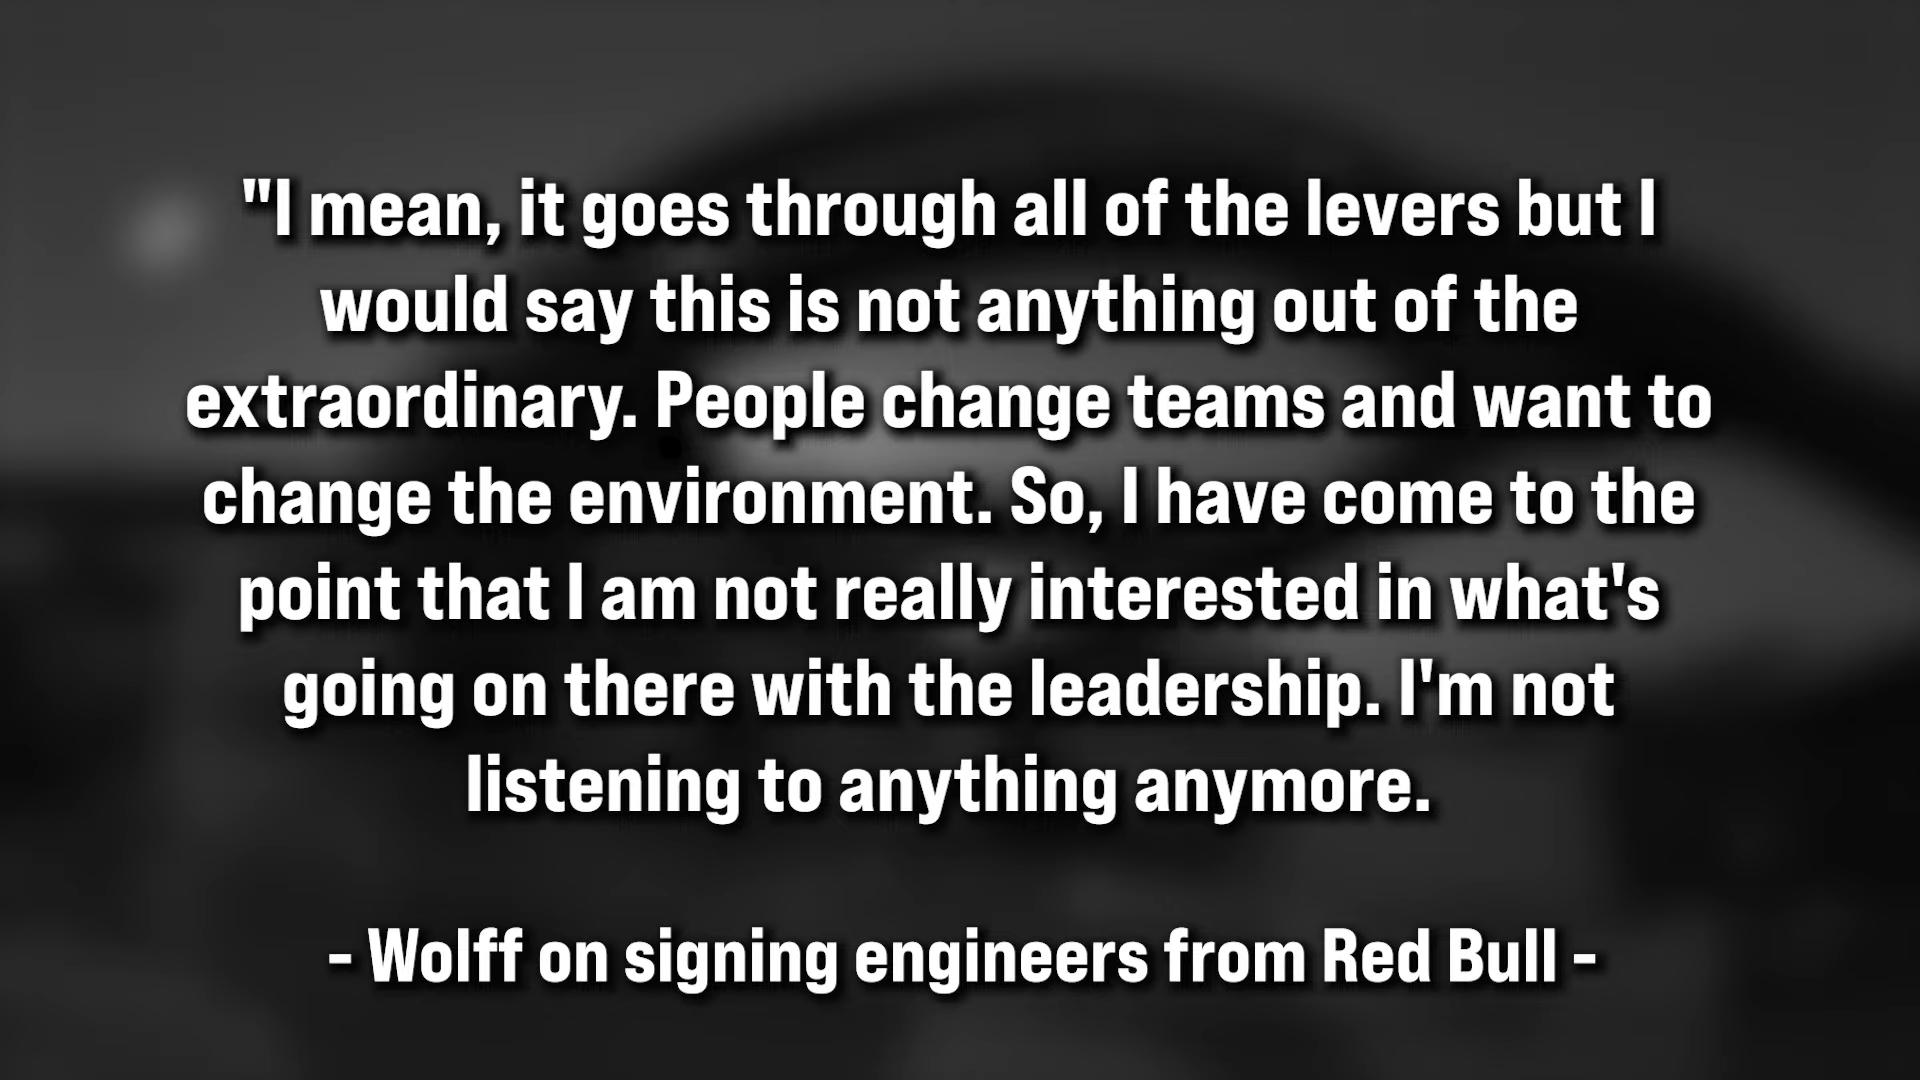 "I mean, it goes through all of the levers but I
would say this is not anything out of the
extraordinary. People change teams and want to
change the environment. So, I have come to the
point that I am not really interested in what's
going on there with the leadership. I'm not
listening to anything anymore.
- Wolff on signing engineers from Red Bull -